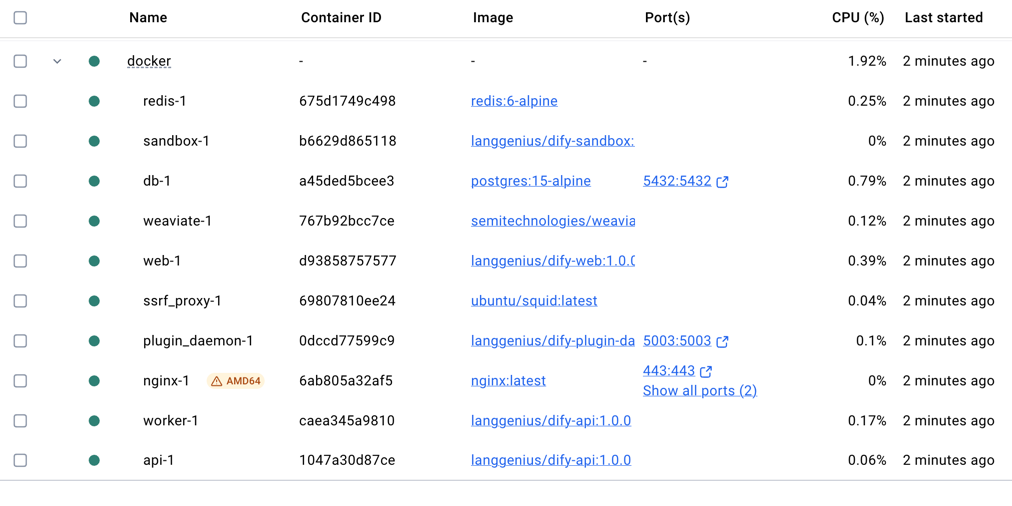 Name Container ID Image Port(s) CPU (%) Last started
docker - - - 1.92% 2 minutes ago
redis-1 675d1749c498 redis:6-alpine 0.25% 2 minutes ago
sandbox-1 b6629d865118 langgenius/dify-sandbox: 0% 2 minutes ago
db-1 a45ded5bcee3 postgres:15-alpine 5432:5432 0.79% 2 minutes ago
weaviate-1 767b92bcc7ce semitechnologies/weavia 0.12% 2 minutes ago
web-1 d93858757577 langgenius/dify-web:1.0.0 0.39% 2 minutes ago
ssrf_proxy-1 69807810ee24 ubuntu/squid:latest 0.04% 2 minutes ago
plugin_daemon-1 0dccd77599c9 langgenius/dify-plugin-da 5003:5003 0.1% 2 minutes ago
nginx-1 AMD64 6ab805a32af5 nginx:latest 443:443 0% 2 minutes ago
Show all ports (2)
worker-1 caea345a9810 langgenius/dify-api:1.0.0 0.17% 2 minutes ago
api-1 1047a30d87ce langgenius/dify-api:1.0.0 0.06% 2 minutes ago